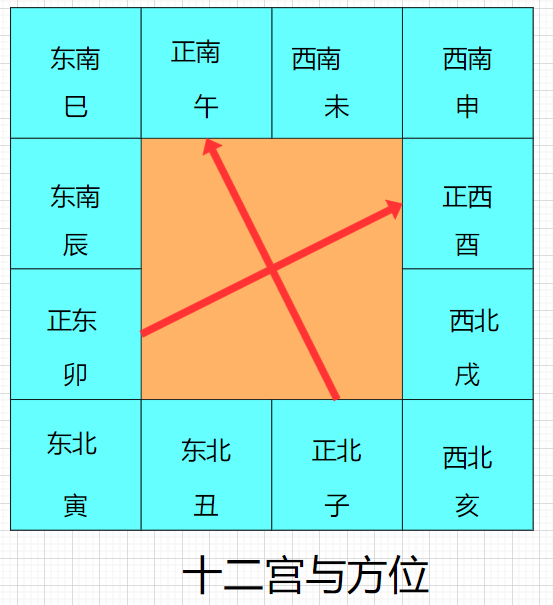 东南
巳
正南
午
西南
未
西南
申
东南
辰
正西
酉
正东
卯
西北
戌
东北
寅
东北
丑
正北
子
西北
亥
十二宫与方位